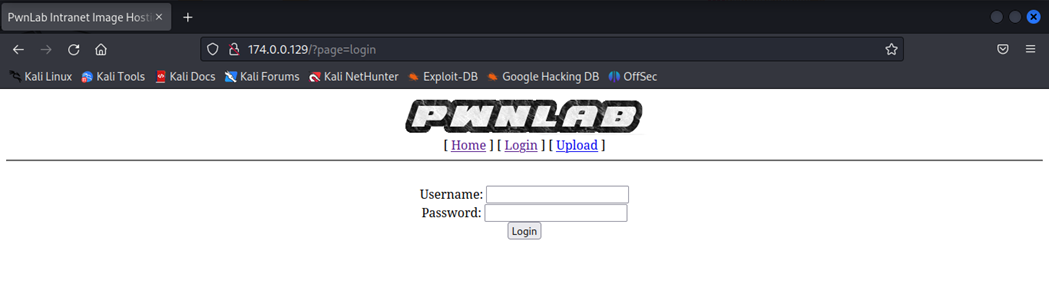 PwnLab Intranet Image Hosti
174.0.0.129/?page=login
Kali Linux Kali Tools Kali Docs Kali Forums Kali NetHunter Exploit-DB Google Hacking DB OffSec
PWNLAB
[ Home ] [ Login ] [ Upload ]
Username:
Password:
Login